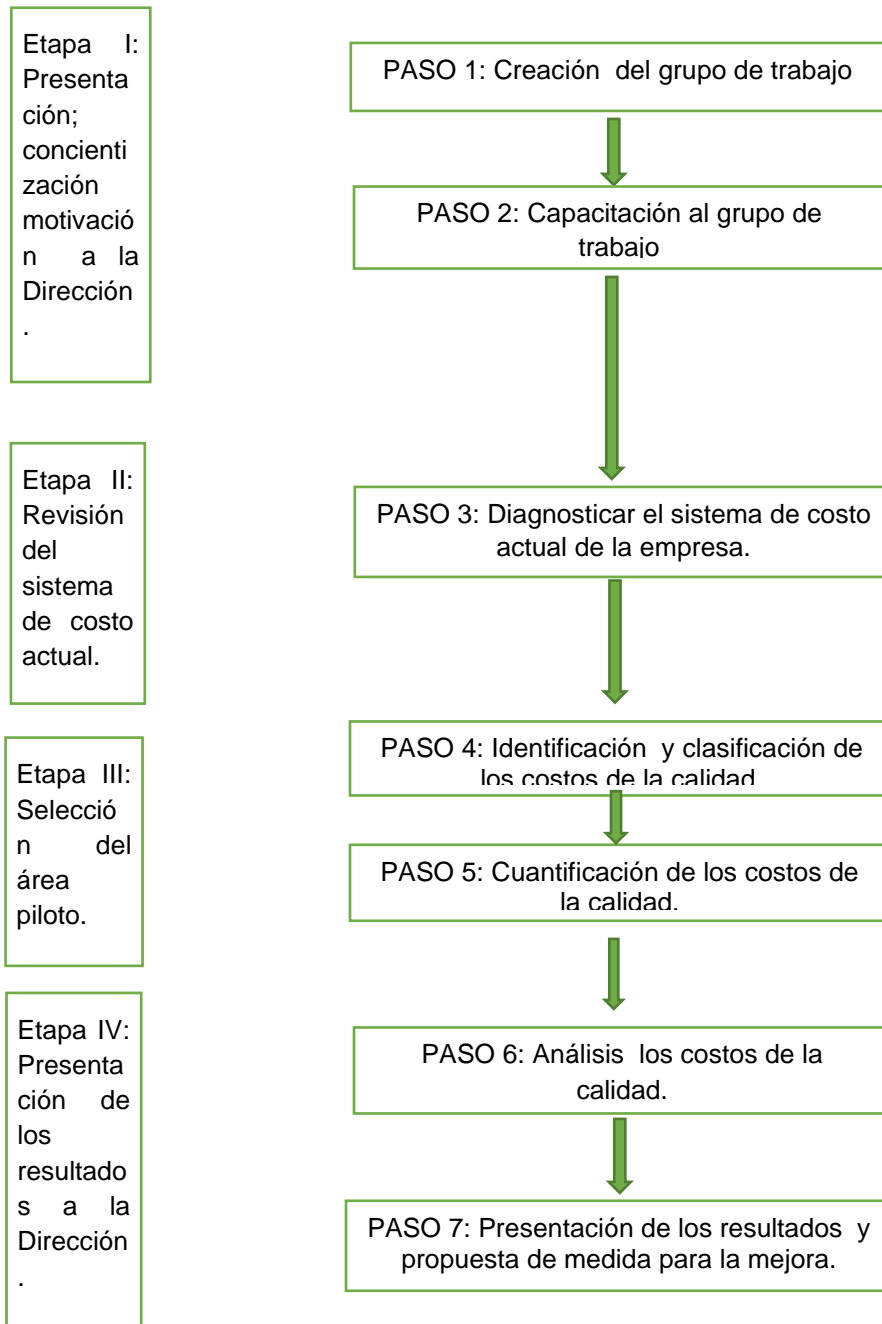 Etapa I:
Presenta
ción;
concienti
zación
motivació
n a la
Dirección
.
PASO 1: Creación del grupo de trabajo
PASO 2: Capacitación al grupo de
trabajo
Etapa II:
Revisión
del
sistema
de costo
actual.
PASO 3: Diagnosticar el sistema de costo
actual de la empresa.
Etapa III:
Selecció
n del
área
piloto.
PASO 4: Identificación y clasificación de
los costos de la calidad
PASO 5: Cuantificación de los costos de
la calidad.
Etapa IV:
Presenta
ción de
los
resultado
s a la
Dirección
.
PASO 6: Análisis los costos de la
calidad.
PASO 7: Presentación de los resultados y
propuesta de medida para la mejora.